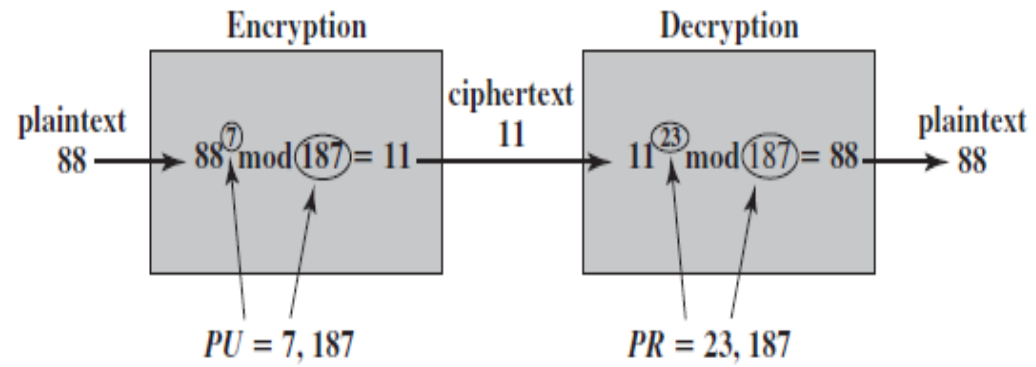 Encryption
Decryption
plaintext
88
88^7 mod 187 = 11
ciphertext
11
11^23 mod 187 = 88
plaintext
88
PU = 7, 187
PR = 23, 187